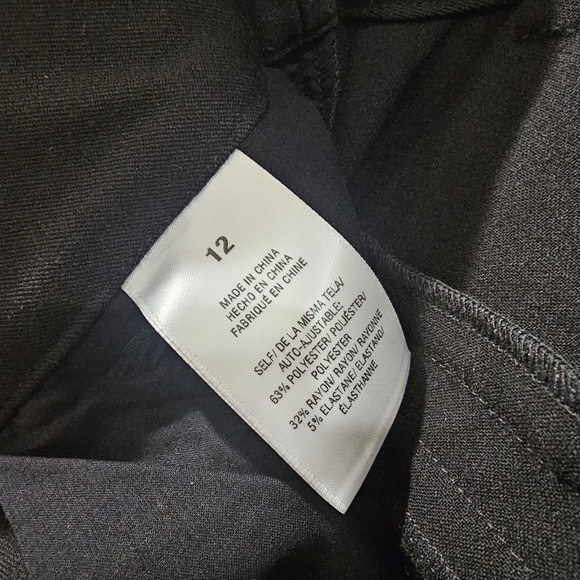 12
MADE IN CHINA
HECHO EN CHINA
FABRIQUÉ EN CHINE
SELF/ DE LA MISMA TELA/
AUTO-AJUSTABLE:
63% POLYESTER/ POLIÉSTER/
POLYESTER
32% RAYON/ RAYON/ RAYONNE
5% ELASTANE/ ELASTANO/
ÉLASTHANNE